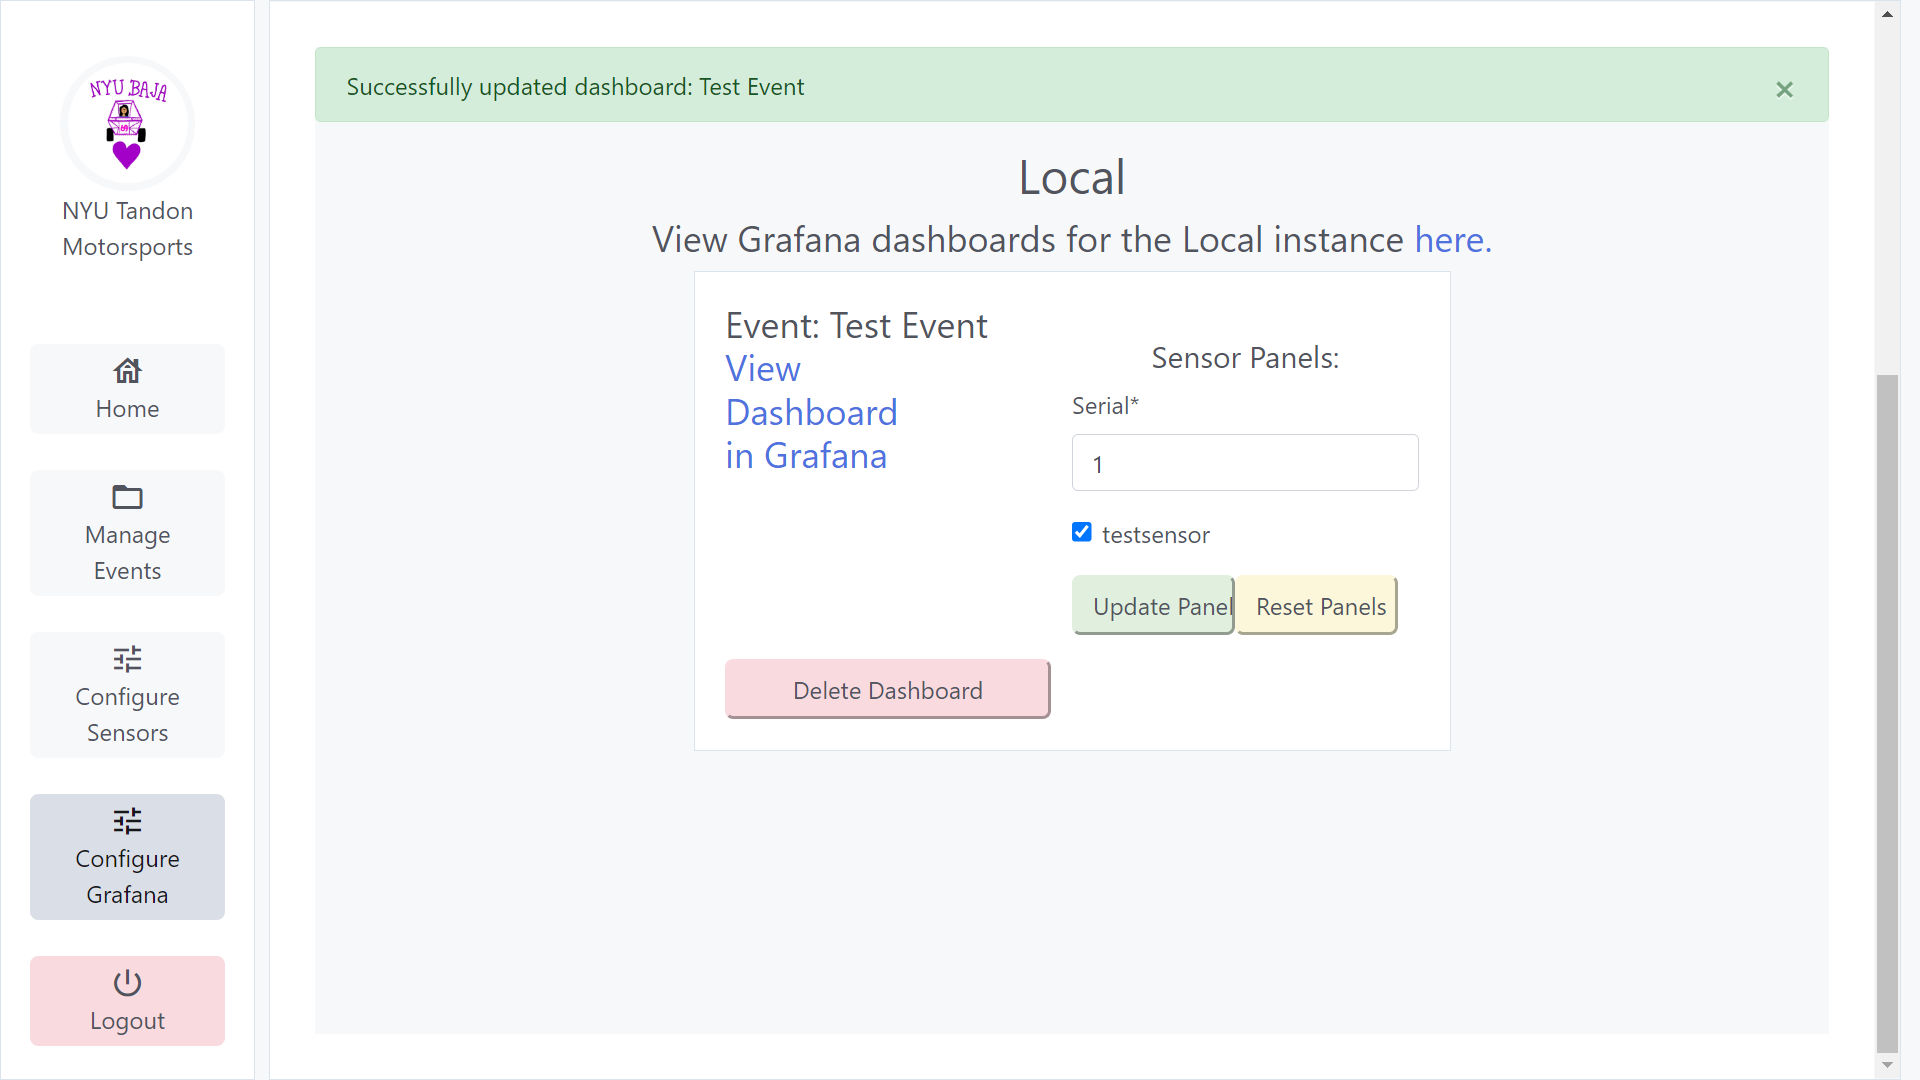 NYU BAJA
NYU Tandon
Motorsports
Home
Manage
Events
Configure
Sensors
Configure
Grafana
Logout
Successfully updated dashboard: Test Event
×
Local
View Grafana dashboards for the Local instance here.
Event: Test Event
View
Dashboard
in Grafana
Sensor Panels:
Serial*
1
testsensor
Update Panel
Reset Panels
Delete Dashboard